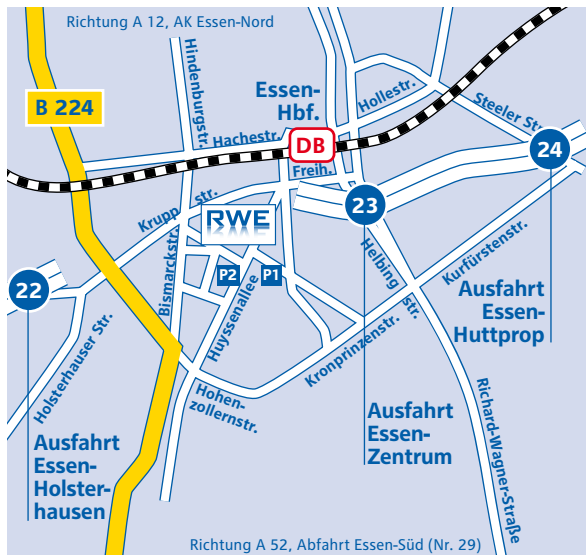 Richtung A 12, AK Essen-Nord
Hindenburgstr.
B 224
Essen-
Hbf.
Hollestr.
Steeler Str.
Hachestr.
DB
24
Freih.
Krupp str.
RWE
23
Helbing str.
Kurfürstenstr.
Bismarckstr.
P2
P1
22
Huyssenallee
Ausfahrt
Essen-
Huttprop
Holsterhauser Str.
Kronprinzenstr.
Hohen-
zollernstr.
Ausfahrt
Essen-
Zentrum
Richard-Wagner-Straße
Ausfahrt
Essen-
Holster-
hausen
Richtung A 52, Abfahrt Essen-Süd (Nr. 29)